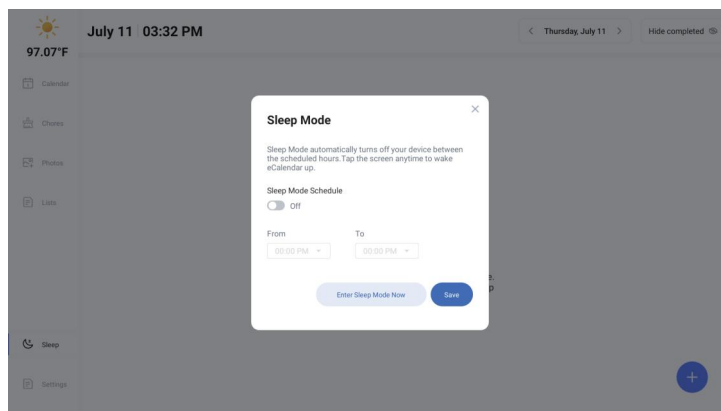 July 11 03:32 PM
Thursday, July 11
Hide completed
97.07°F
Calendar
Chores
Photos
Lists
Sleep
Settings
Sleep Mode
Sleep Mode automatically turns off your device between
the scheduled hours.Tap the screen anytime to wake
eCalendar up.
Sleep Mode Schedule
Off
From To
00:00 PM 00:00 PM
Enter Sleep Mode Now Save
e.
p